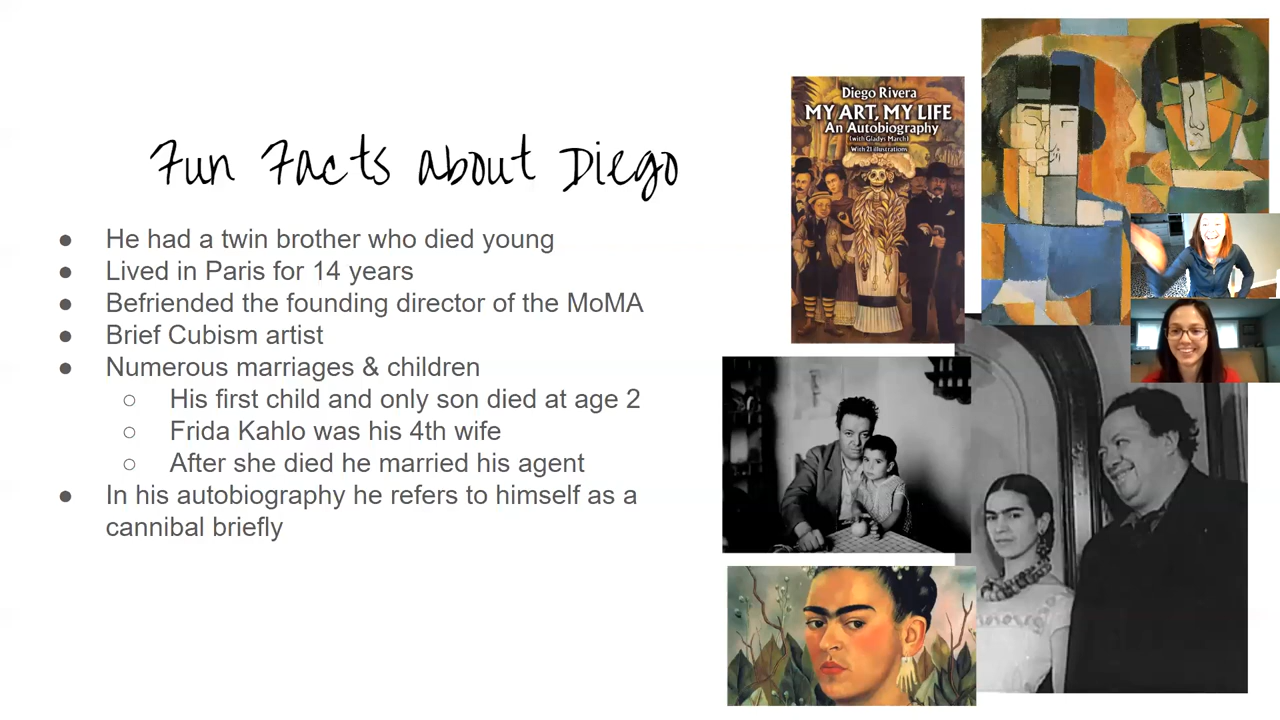 Fun Facts about Diego
● He had a twin brother who died young
● Lived in Paris for 14 years
● Befriended the founding director of the MoMA
● Brief Cubism artist
● Numerous marriages & children
○ His first child and only son died at age 2
○ Frida Kahlo was his 4th wife
○ After she died he married his agent
● In his autobiography he refers to himself as a
cannibal briefly
Diego Rivera
MY ART, MY LIFE
An Autobiography
(with Gladys March)
With 21 illustrations